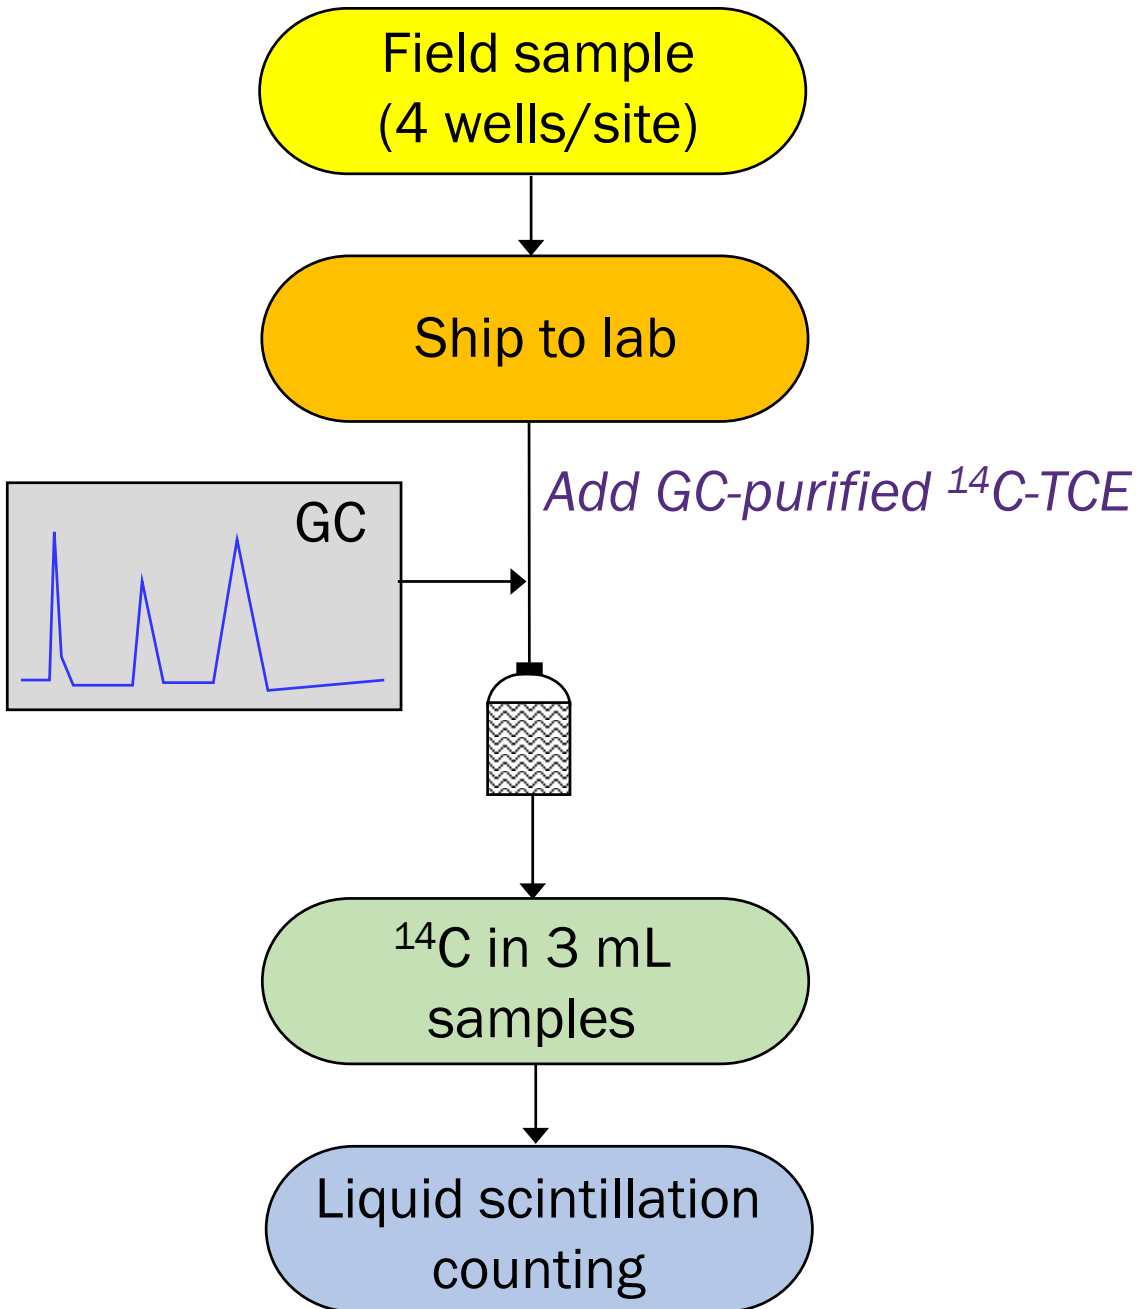 Field sample
(4 wells/site)
Ship to lab
Add GC-purified ¹⁴C-TCE
GC
¹⁴C in 3 mL
samples
Liquid scintillation
counting